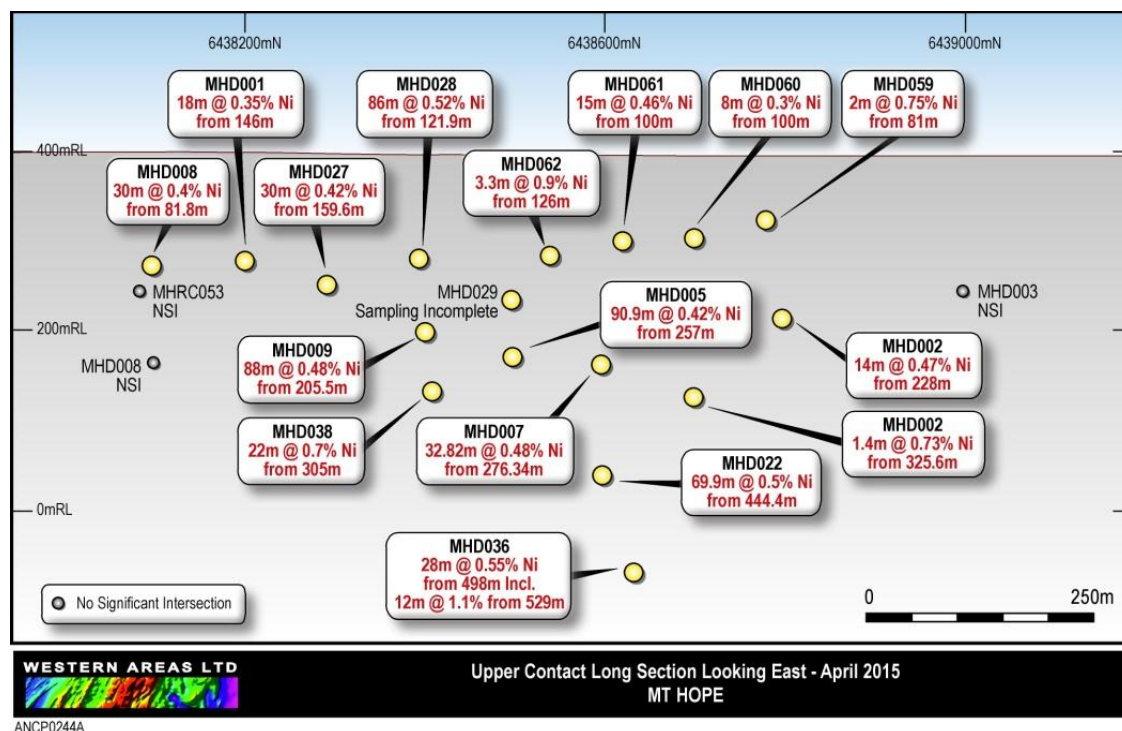 6438200mN
6438600mN
6439000mN
MHD001
18m @ 0.35% Ni
from 146m
MHD028
86m @ 0.52% Ni
from 121.9m
MHD061
15m @ 0.46% Ni
from 100m
MHD060
8m @ 0.3% Ni
from 100m
MHD059
2m @ 0.75% Ni
from 81m
400mRL
MHD008
30m @ 0.4% Ni
from 81.8m
MHD027
30m @ 0.42% Ni
from 159.6m
MHD062
3.3m @ 0.9% Ni
from 126m
MHRC053
NSI
MHD029
Sampling Incomplete
MHD005
90.9m @ 0.42% Ni
from 257m
MHD003
NSI
200mRL
MHD008
NSI
MHD009
88m @ 0.48% Ni
from 205.5m
MHD002
14m @ 0.47% Ni
from 228m
MHD038
22m @ 0.7% Ni
from 305m
MHD007
32.82m @ 0.48% Ni
from 276.34m
MHD002
1.4m @ 0.73% Ni
from 325.6m
MHD022
69.9m @ 0.5% Ni
from 444.4m
0mRL
MHD036
28m @ 0.55% Ni
from 498m Incl.
12m @ 1.1% from 529m
No Significant Intersection
0 250m
WESTERN AREAS LTD
Upper Contact Long Section Looking East - April 2015
MT HOPE
ANCP0244A